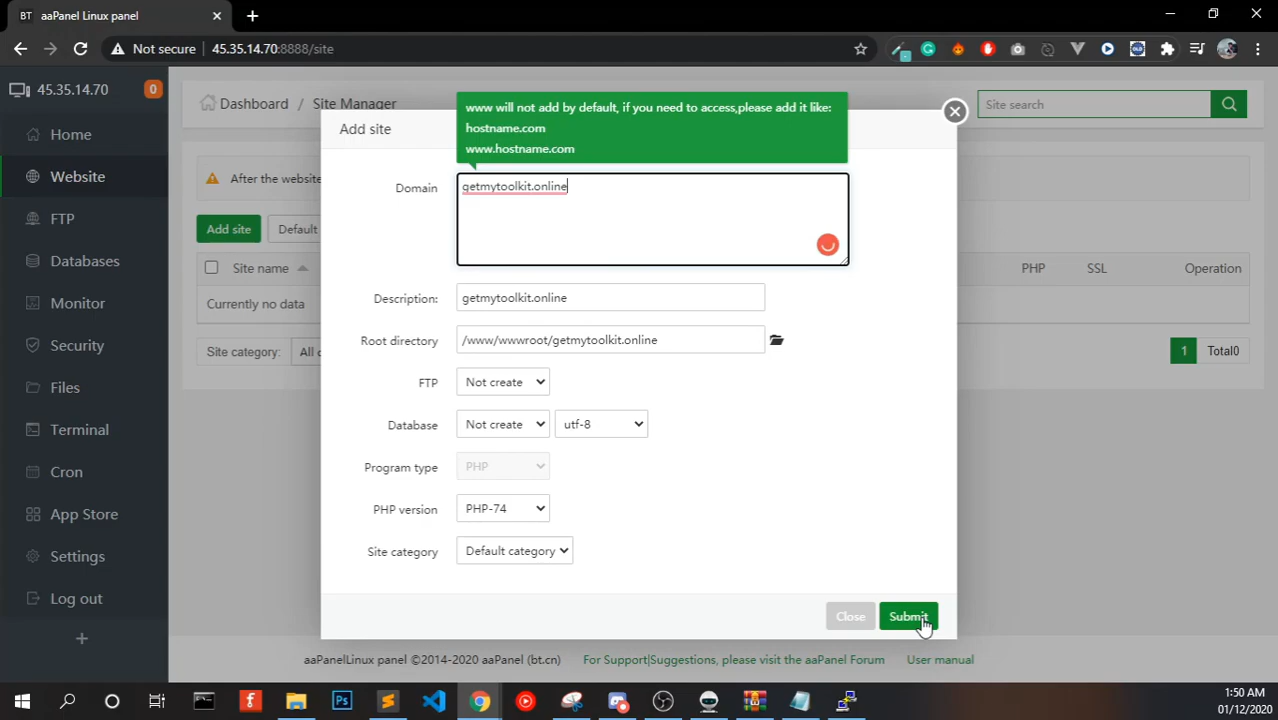 BT aaPanel Linux panel
Not secure 45.35.14.70:8888/site
45.35.14.70 0
Home
Website
FTP
Databases
Monitor
Security
Files
Terminal
Cron
App Store
Settings
Log out
Dashboard / Site Manager
Site search
After the website
Add site
Default
Site name
PHP
SSL
Operation
Currently no data
Site category:
1
Total0
Add site
www will not add by default, if you need to access,please add it like:
hostname.com
www.hostname.com
Domain
getmytoolkit.online
Description:
getmytoolkit.online
Root directory
/www/wwwroot/getmytoolkit.online
FTP
Not create
Database
Not create
utf-8
Program type
PHP
PHP version
PHP-74
Site category
Default category
Close
Submit
aaPanelLinux panel ©2014-2020 aaPanel (bt.cn)
For Support|Suggestions, please visit the aaPanel Forum
User manual
1:50 AM
01/12/2020